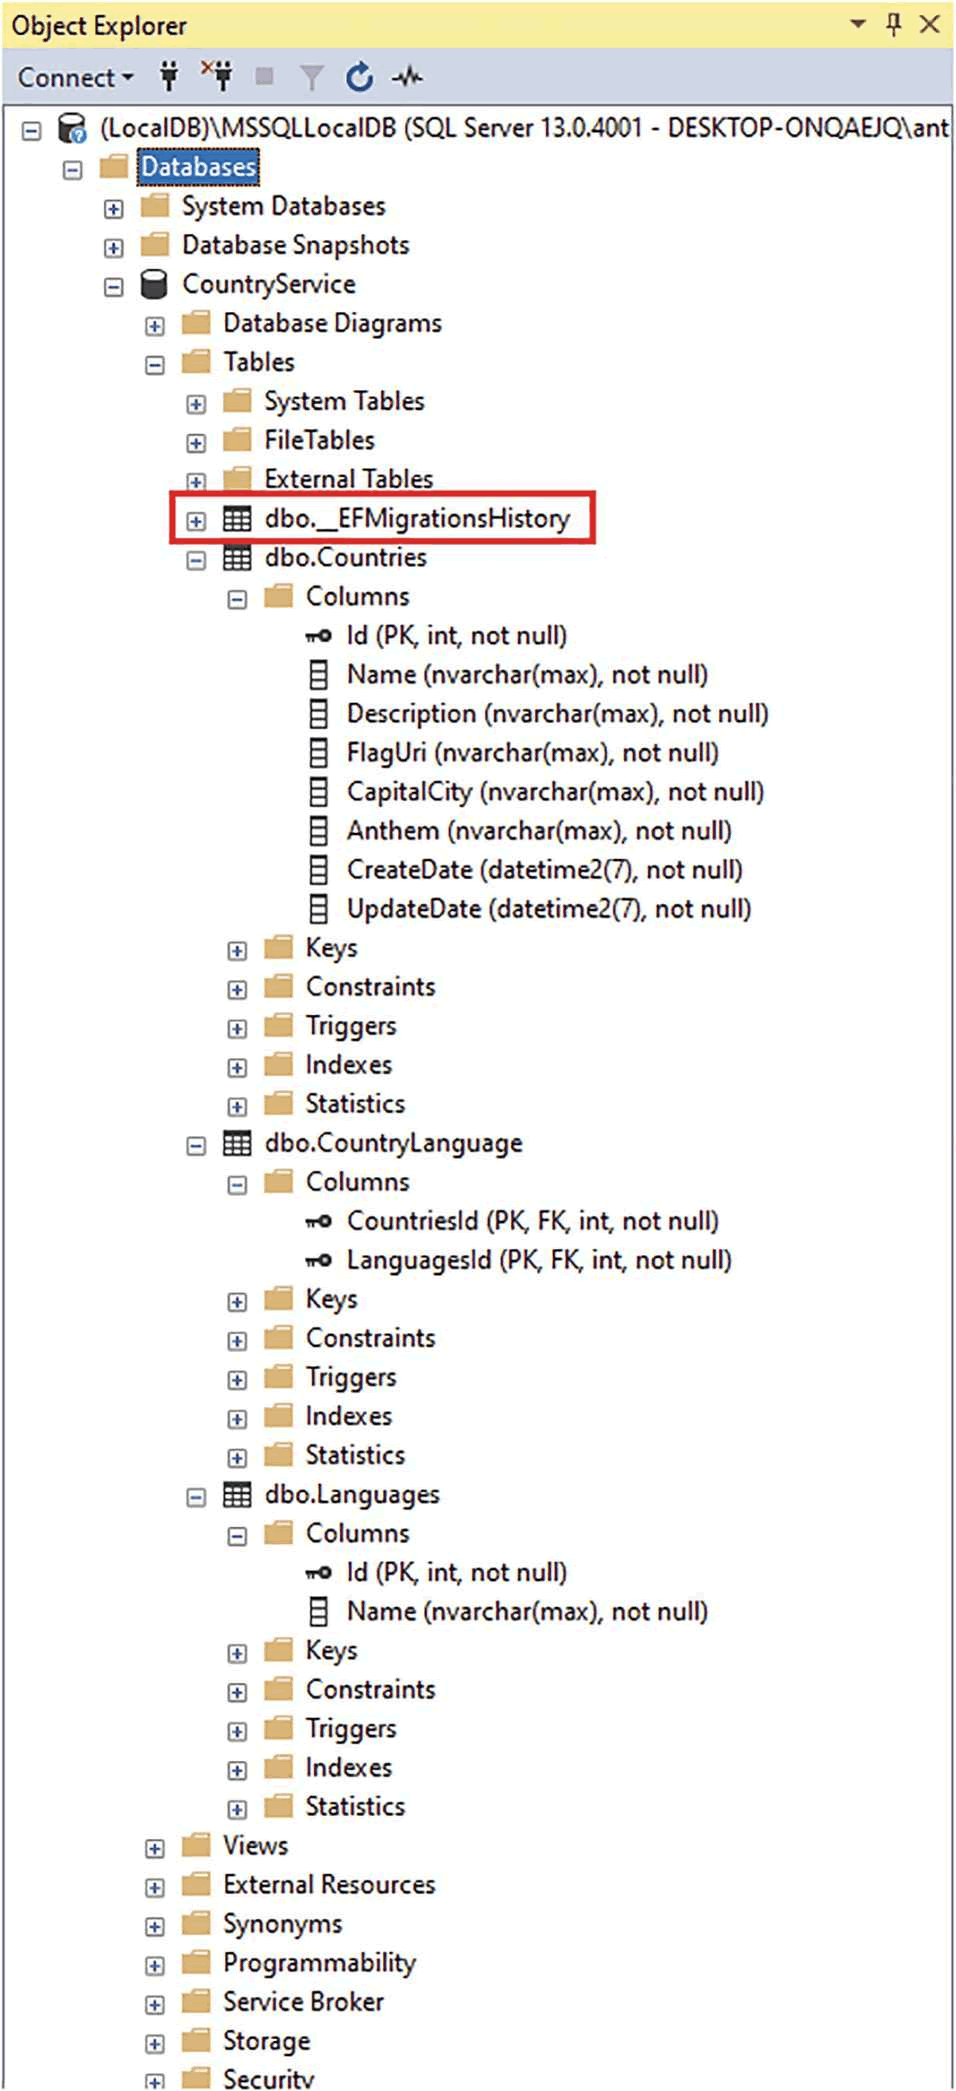 Object Explorer
Connect
(LocalDB)\MSSQLLocalDB (SQL Server 13.0.4001 - DESKTOP-ONQAEJQ\ant
Databases
System Databases
Database Snapshots
CountryService
Database Diagrams
Tables
System Tables
FileTables
External Tables
dbo.__EFMigrationsHistory
dbo.Countries
Columns
Id (PK, int, not null)
Name (nvarchar(max), not null)
Description (nvarchar(max), not null)
FlagUri (nvarchar(max), not null)
CapitalCity (nvarchar(max), not null)
Anthem (nvarchar(max), not null)
CreateDate (datetime2(7), not null)
UpdateDate (datetime2(7), not null)
Keys
Constraints
Triggers
Indexes
Statistics
dbo.CountryLanguage
Columns
CountriesId (PK, FK, int, not null)
LanguagesId (PK, FK, int, not null)
Keys
Constraints
Triggers
Indexes
Statistics
dbo.Languages
Columns
Id (PK, int, not null)
Name (nvarchar(max), not null)
Keys
Constraints
Triggers
Indexes
Statistics
Views
External Resources
Synonyms
Programmability
Service Broker
Storage
Security